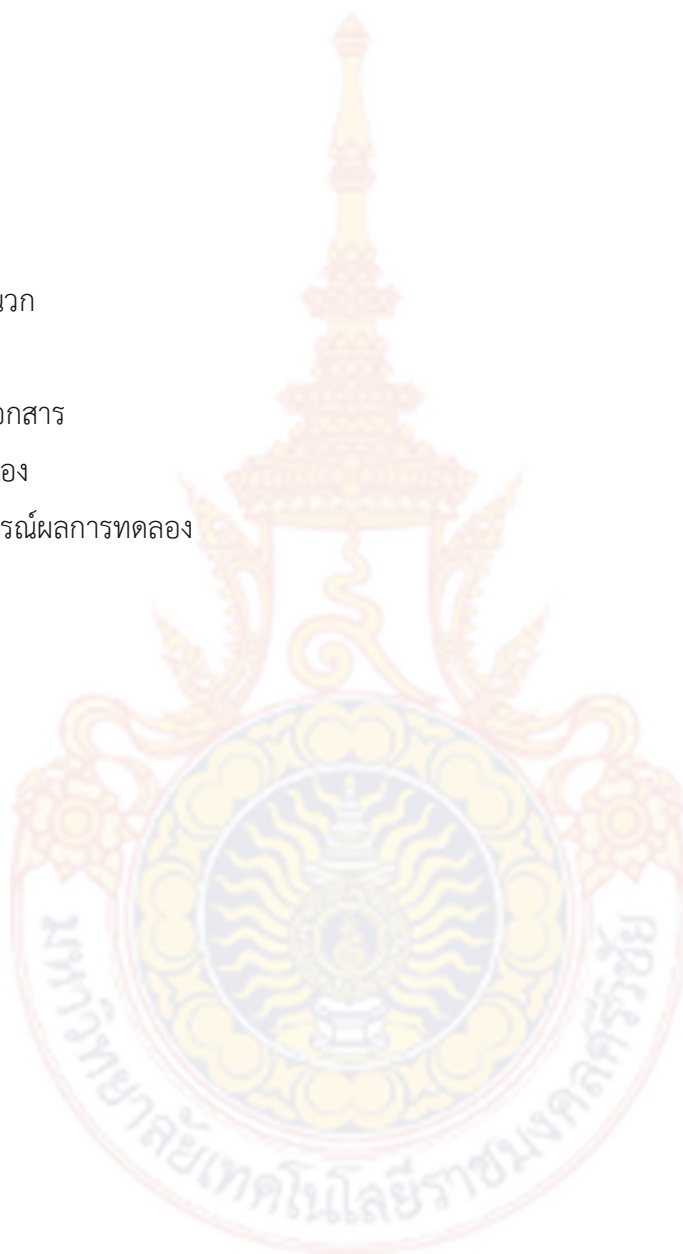 นวก
อกสาร
อง
รณ์ผลการทดลอง
มหาวิทยาลัยเทคโนโลยีราชมงคลศรีวิชัย